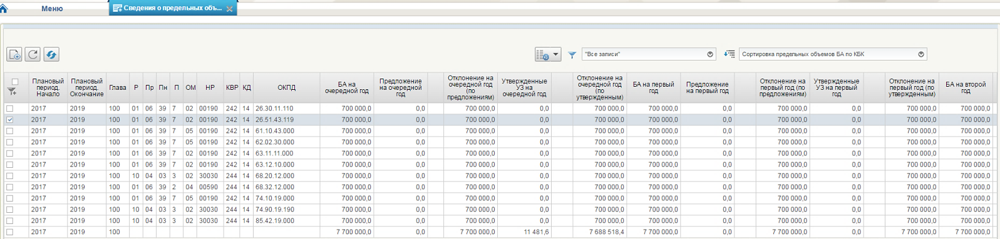 Меню
Сведения о предельных объ...
"Все записи"
Сортировка предельных объемов БА по КБК
Плановый период. Начало
Плановый период. Окончание
Глава
Р
Пр
Пн
П
ОМ
НР
КВР
КД
ОКПД
БА на очередной год
Предложение на очередной год
Отклонение на очередной год (по предложениям)
Утвержденные УЗ на очередной год
Отклонение на очередной год (по утвержденным)
БА на первый год
Предложение на первый год
Отклонение на первый год (по предложениям)
Утвержденные УЗ на первый год
Отклонение на первый год (по утвержденным)
БА на второй год
2017 2019 100 01 06 39 7 02 00190 242 14 26.30.11.110 700 000,0 0,0 700 000,0 0,0 700 000,0 700 000,0 0,0 700 000,0 0,0 700 000,0 700 000,0
2017 2019 100 01 06 39 7 02 00190 242 14 26.51.43.119 700 000,0 0,0 700 000,0 0,0 700 000,0 700 000,0 0,0 700 000,0 0,0 700 000,0 700 000,0
2017 2019 100 01 06 39 7 05 00190 242 14 61.10.43.000 700 000,0 0,0 700 000,0 0,0 700 000,0 700 000,0 0,0 700 000,0 0,0 700 000,0 700 000,0
2017 2019 100 01 06 39 7 05 00190 242 14 62.02.30.000 700 000,0 0,0 700 000,0 0,0 700 000,0 700 000,0 0,0 700 000,0 0,0 700 000,0 700 000,0
2017 2019 100 01 06 39 7 02 00190 242 14 63.11.11.000 700 000,0 0,0 700 000,0 0,0 700 000,0 700 000,0 0,0 700 000,0 0,0 700 000,0 700 000,0
2017 2019 100 01 06 39 7 02 00190 242 14 63.12.10.000 700 000,0 0,0 700 000,0 0,0 700 000,0 700 000,0 0,0 700 000,0 0,0 700 000,0 700 000,0
2017 2019 100 10 04 03 3 02 30030 244 14 68.20.12.000 700 000,0 0,0 700 000,0 0,0 700 000,0 700 000,0 0,0 700 000,0 0,0 700 000,0 700 000,0
2017 2019 100 01 06 39 2 04 00590 244 14 68.32.12.000 700 000,0 0,0 700 000,0 0,0 700 000,0 700 000,0 0,0 700 000,0 0,0 700 000,0 700 000,0
2017 2019 100 01 06 39 7 05 00190 242 14 74.10.19.000 700 000,0 0,0 700 000,0 0,0 700 000,0 700 000,0 0,0 700 000,0 0,0 700 000,0 700 000,0
2017 2019 100 10 04 03 3 02 30030 244 14 74.90.19.190 700 000,0 0,0 700 000,0 0,0 700 000,0 700 000,0 0,0 700 000,0 0,0 700 000,0 700 000,0
2017 2019 100 10 04 03 3 02 30030 244 14 85.42.19.000 700 000,0 0,0 700 000,0 0,0 700 000,0 700 000,0 0,0 700 000,0 0,0 700 000,0 700 000,0
2017 2019 100 7 700 000,0 0,0 7 700 000,0 11 481,6 7 688 518,4 7 700 000,0 0,0 7 700 000,0 0,0 7 700 000,0 7 700 000,0